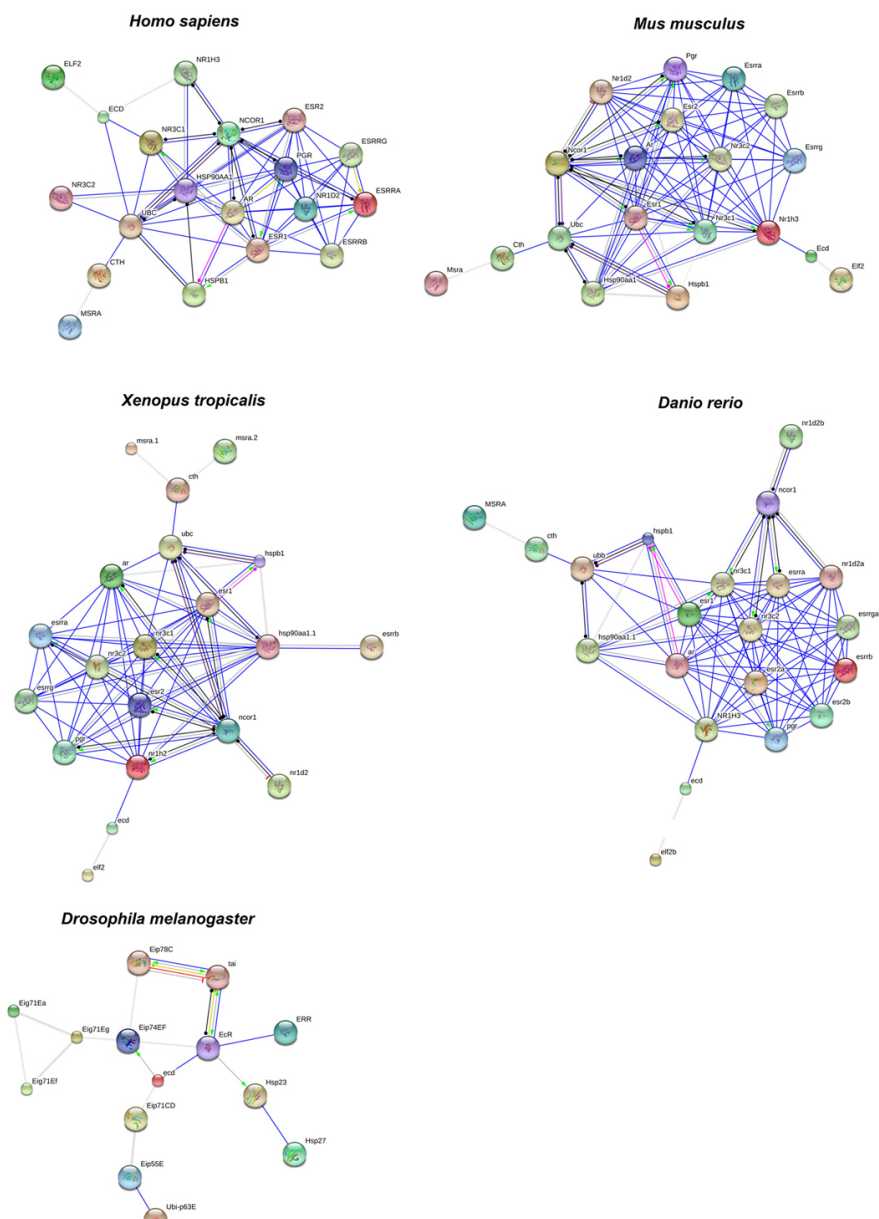 Homo sapiens
ELF2
NR1H3
ECD
NCOR1
ESR2
NR3C1
ESRRG
PGR
HSP90AA1
NR3C2
ESRRA
AR
NR1D2
UBC
ESR1
ESRRB
CTH
HSPB1
MSRA
Mus musculus
Pgr
Esrra
Nr1d2
Esrrb
Esr2
Ar
Esrrg
Ncor1
Nr3c2
Esr1
Nr3c1
Nr1h3
Ubc
Cth
Ecd
Msra
Elf2
Hsp90aa1
Hspb1
Xenopus tropicalis
msra.1
msra.2
cth
ubc
hspb1
ar
esr1
esrra
nr3c1
hsp90aa1.1
esrrb
nr3c2
esrrg
esr2
ncor1
pgr
nr1h2
nr1d2
ecd
elf2
Danio rerio
nr1d2b
MSRA
ncor1
cth
hspb1
ubb
nr3c1
esrra
nr1d2a
esr1
esrrga
nr3c2
hsp90aa1.1
ar
esrrb
esr2a
esr2b
NR1H3
pgr
ecd
elf2b
Drosophila melanogaster
Eip78C
tai
Eig71Ea
Eig71Eg
Eip74EF
EcR
ERR
ecd
Eig71Ef
Hsp23
Eip71CD
Hsp27
Eip55E
Ubi-p63E